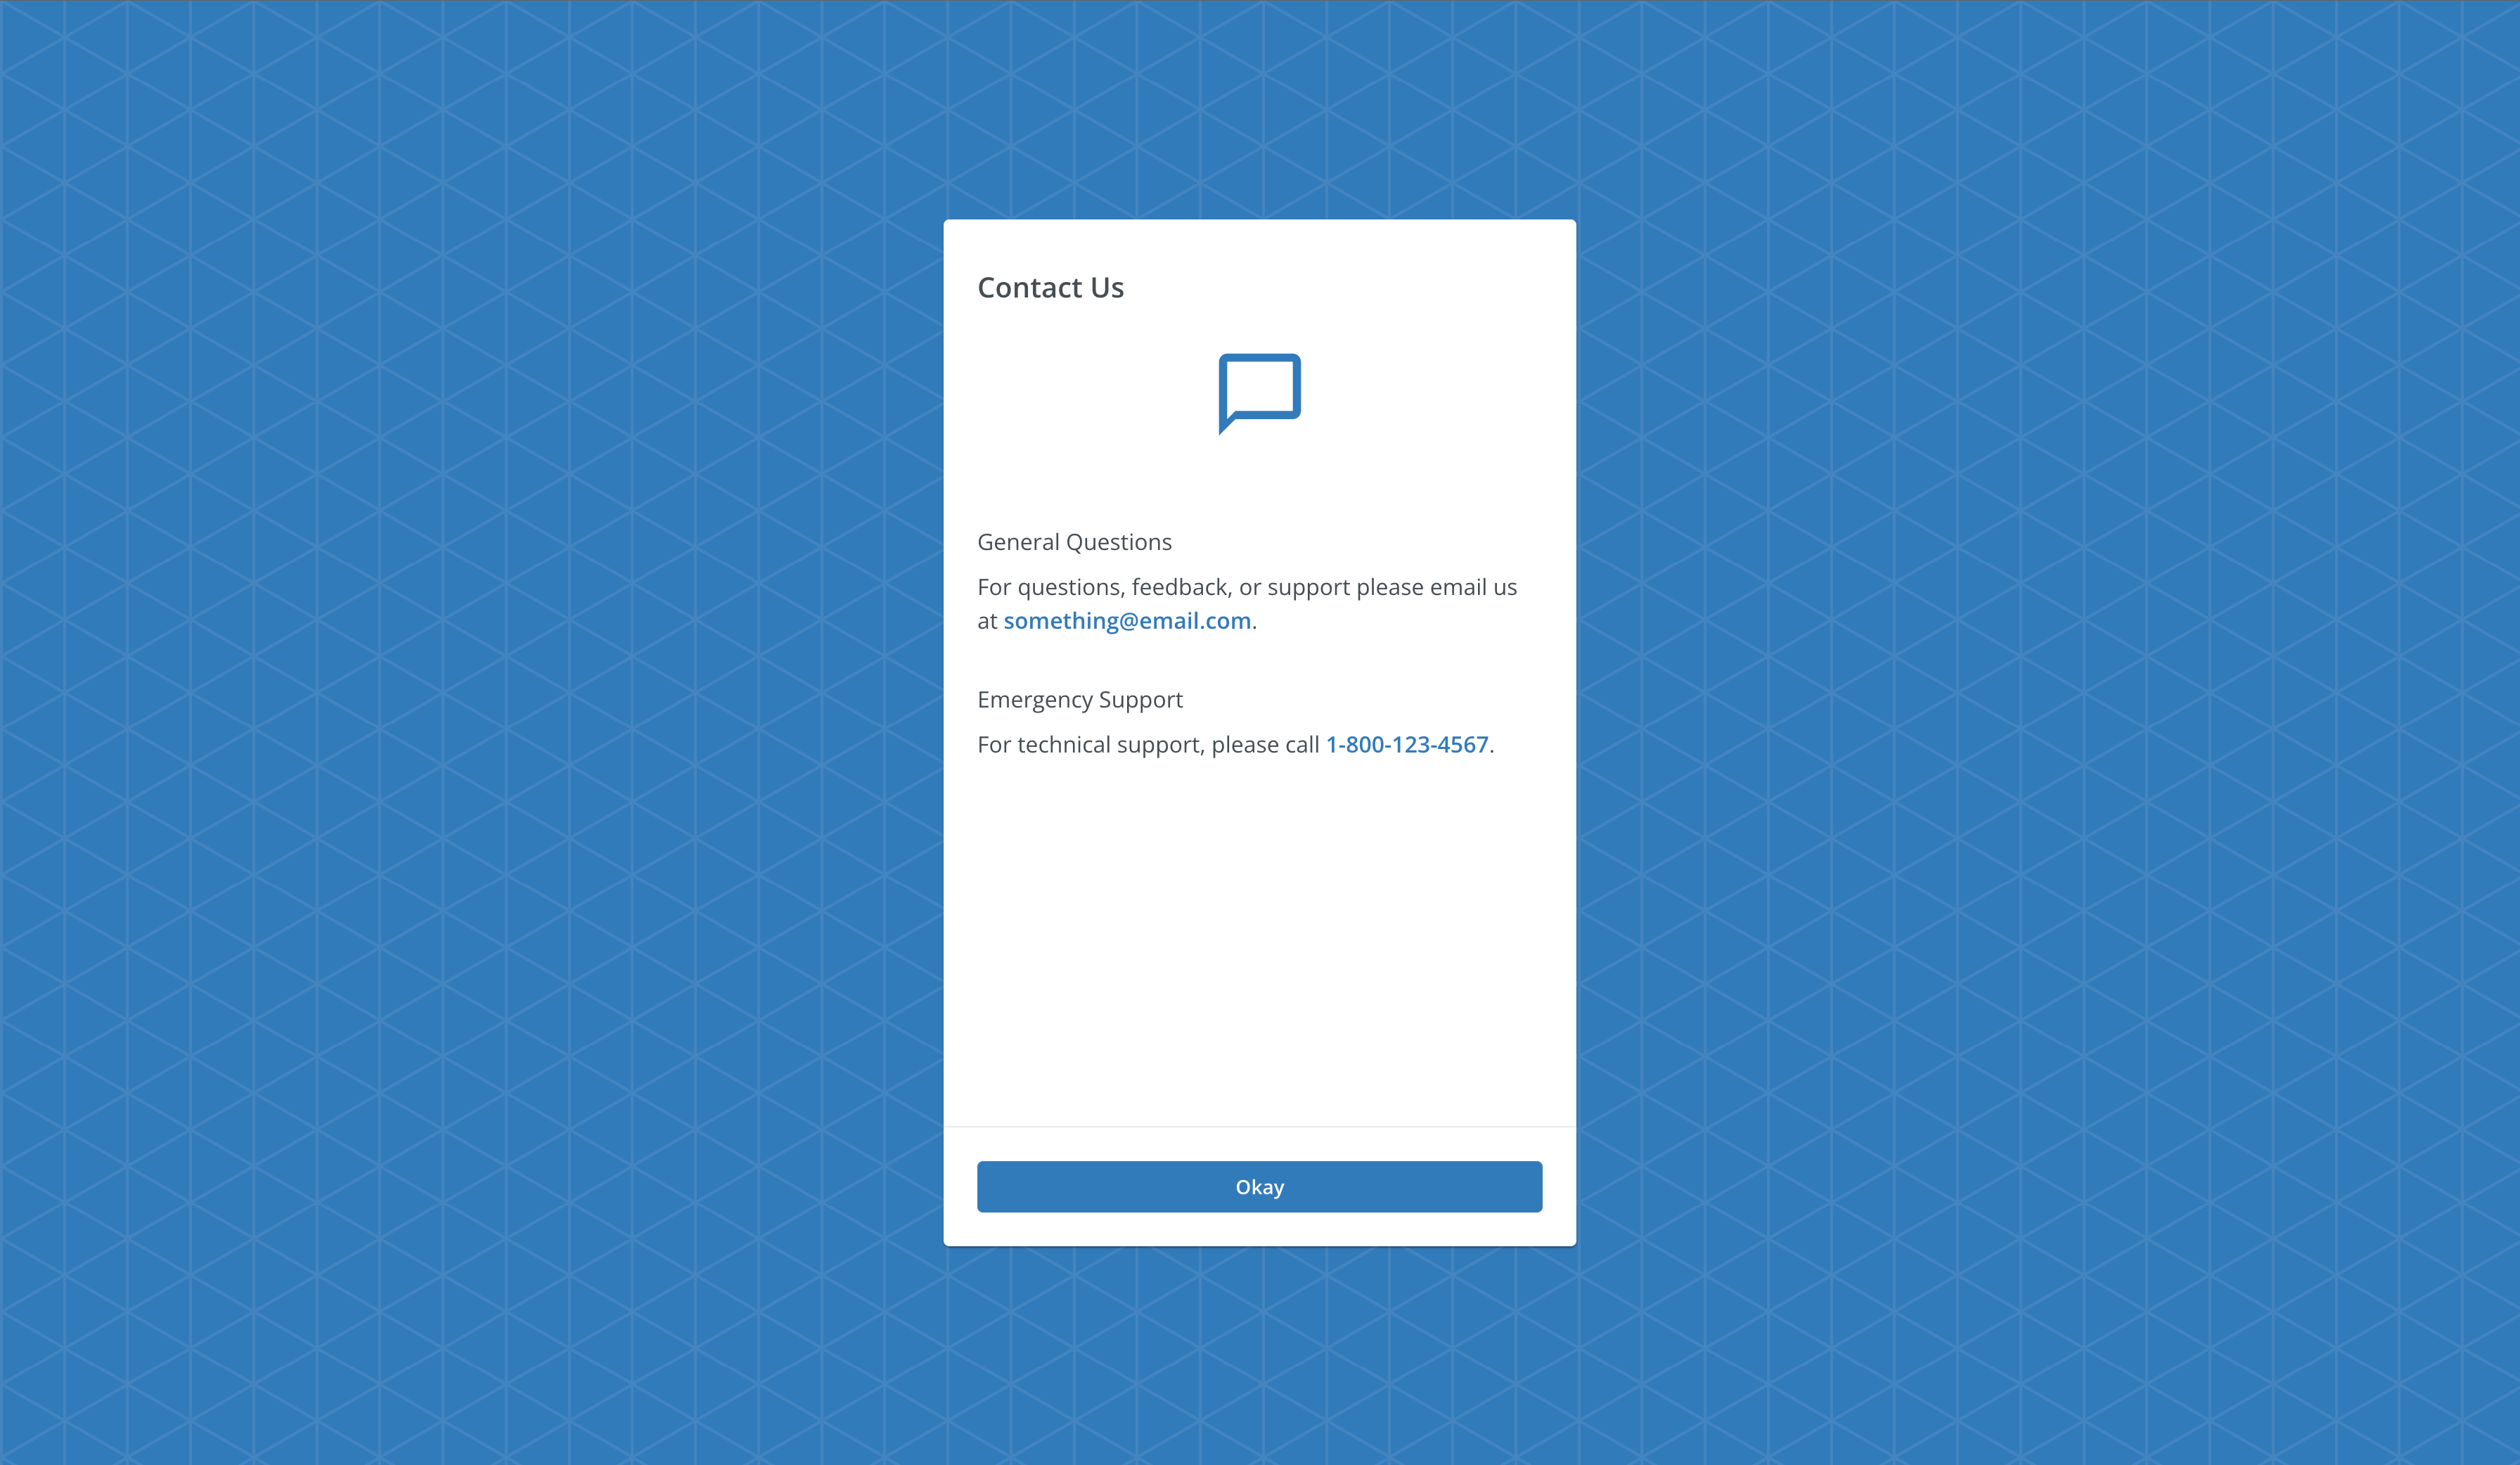 Contact Us
General Questions
For questions, feedback, or support please email us
at something@email.com.
Emergency Support
For technical support, please call 1-800-123-4567.
Okay